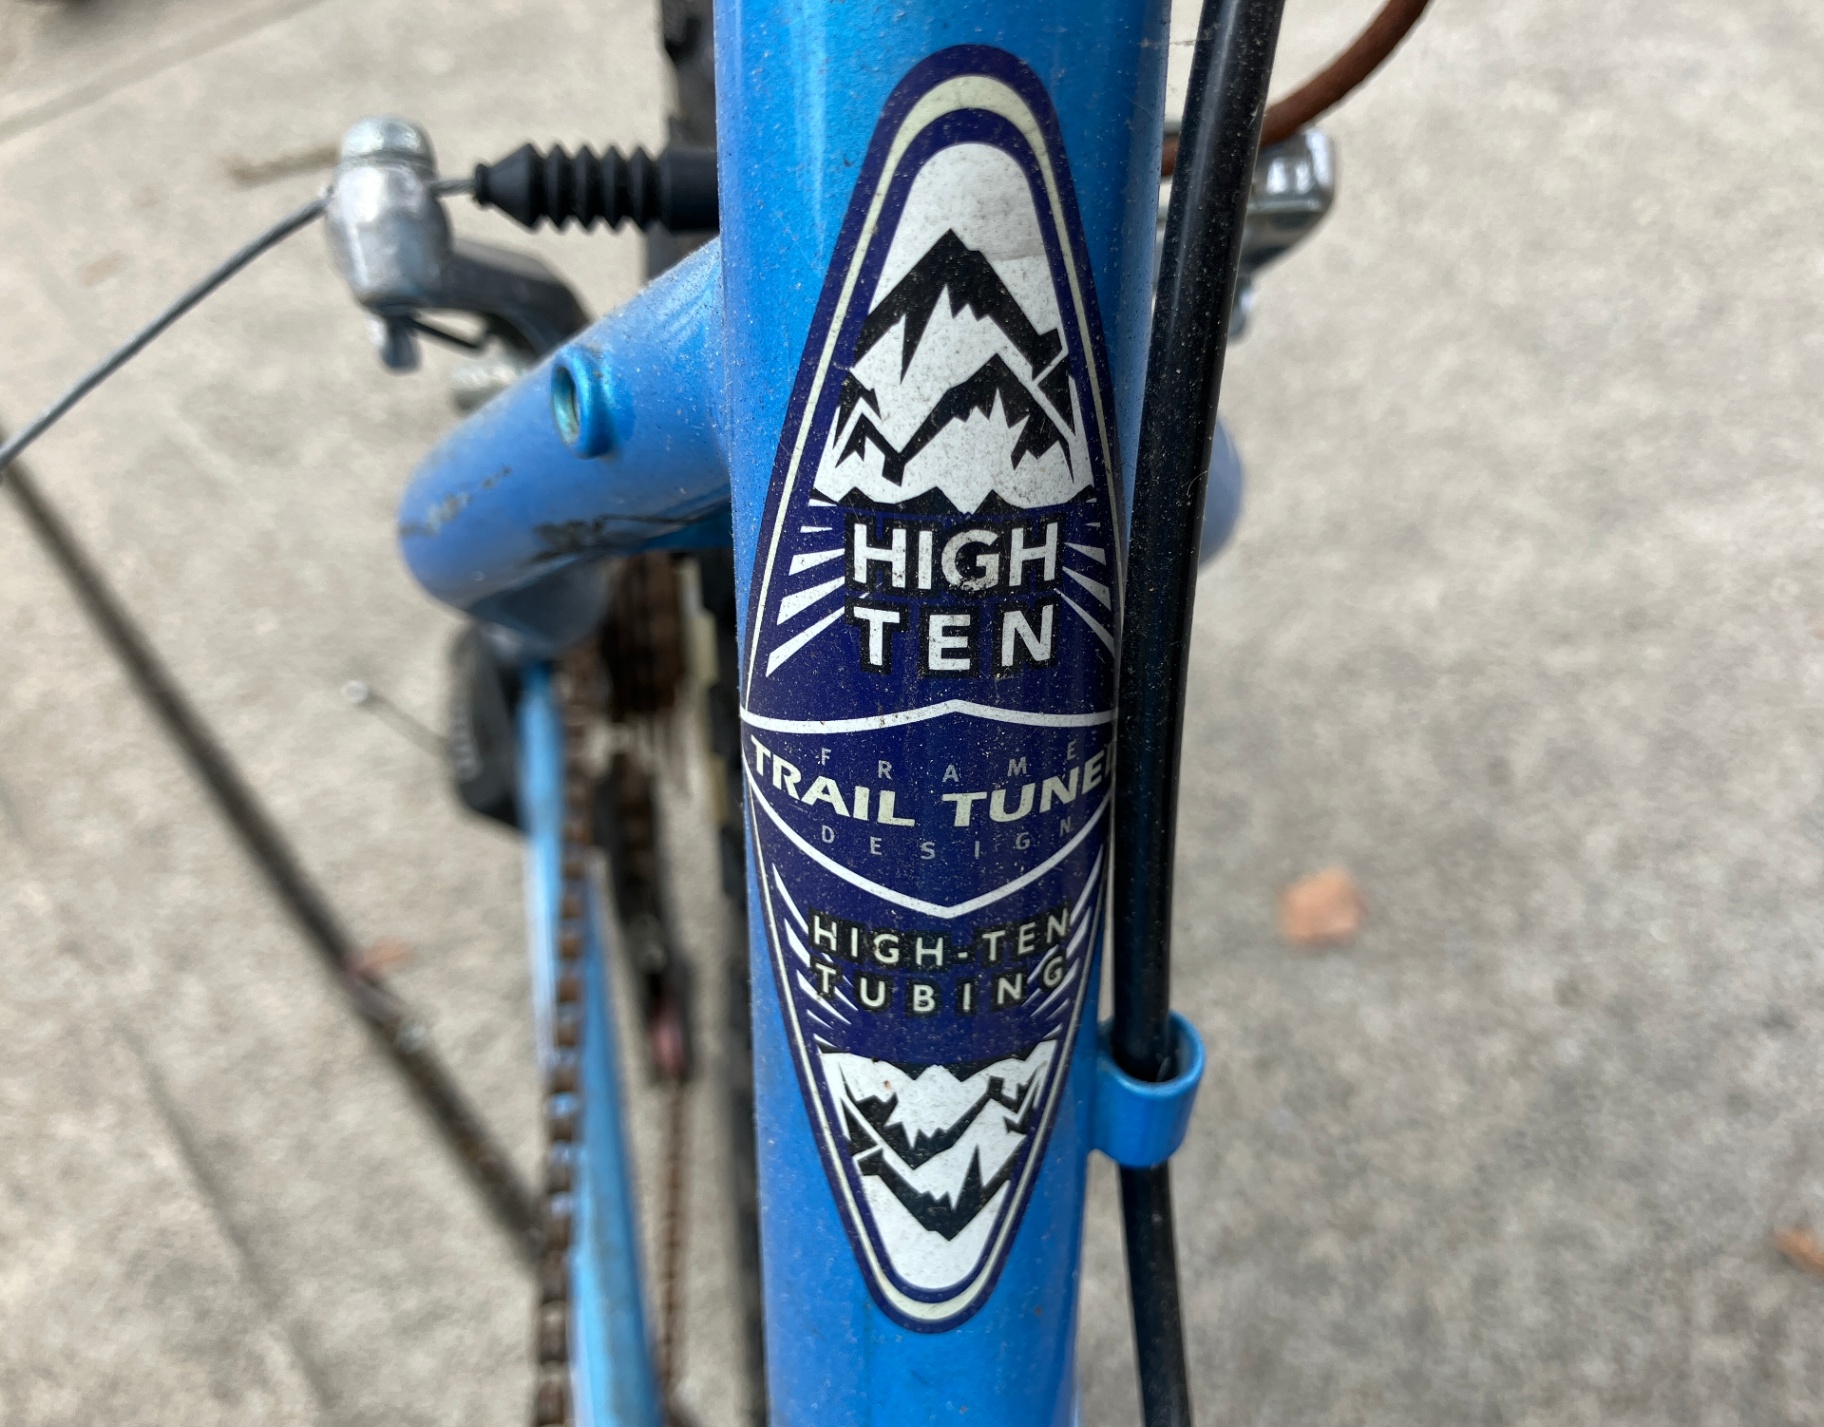 HIGH
TEN
FRAME
TRAIL TUNED
DESIGN
HIGH-TEN
TUBING